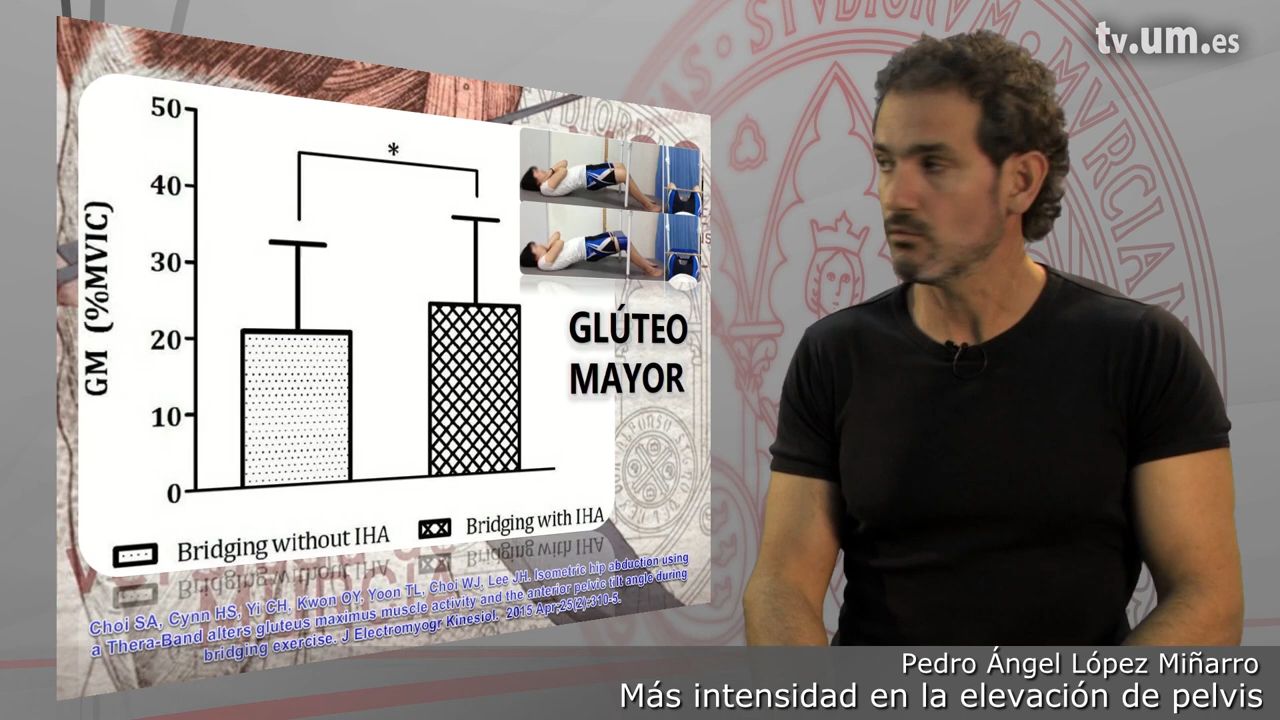 tv.um.es
STVDIORVM
MVRCIANA
50
40
30
20
10
0
GM (%MVIC)
*
GLÚTEO
MAYOR
Bridging without IHA
Bridging with IHA
Choi SA, Cynn HS, Yi CH, Kwon OY, Yoon TL, Choi WJ, Lee JH. Isometric hip abduction using
a Thera-Band alters gluteus maximus muscle activity and the anterior pelvic tilt angle during
bridging exercise. J Electromyogr Kinesiol. 2015 Apr;25(2):310-5.
Pedro Ángel López Miñarro
Más intensidad en la elevación de pelvis